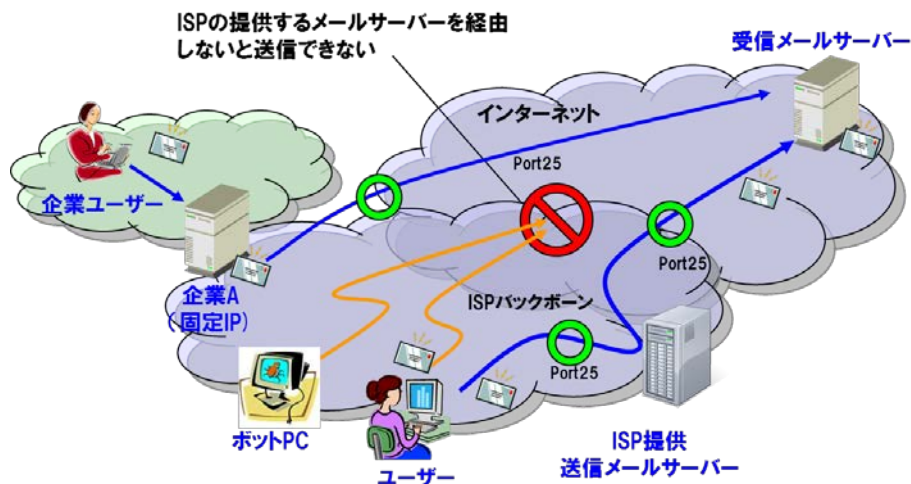 ISPの提供するメールサーバーを経由
しないと送信できない
受信メールサーバー
インターネット
Port25
企業ユーザー
Port25
企業A
(固定IP)
ISPバックボーン
Port25
ボットPC
ユーザー
ISP提供
送信メールサーバー